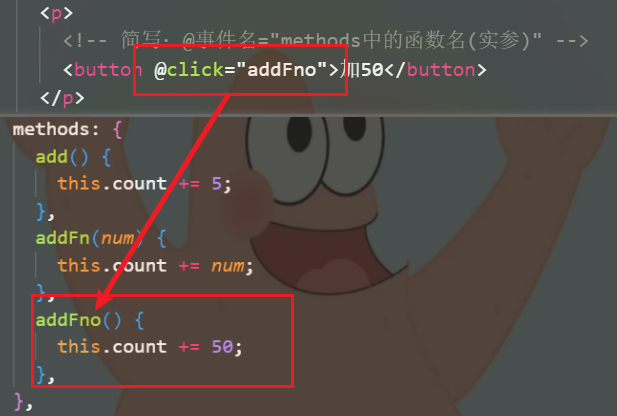 <p>
<!-- 简写: @事件名="methods中的函数名(实参)" -->
<button @click="addFno">加50</button>
</p>
methods: {
add() {
this.count += 5;
},
addFn(num) {
this.count += num;
},
addFno() {
this.count += 50;
},
},